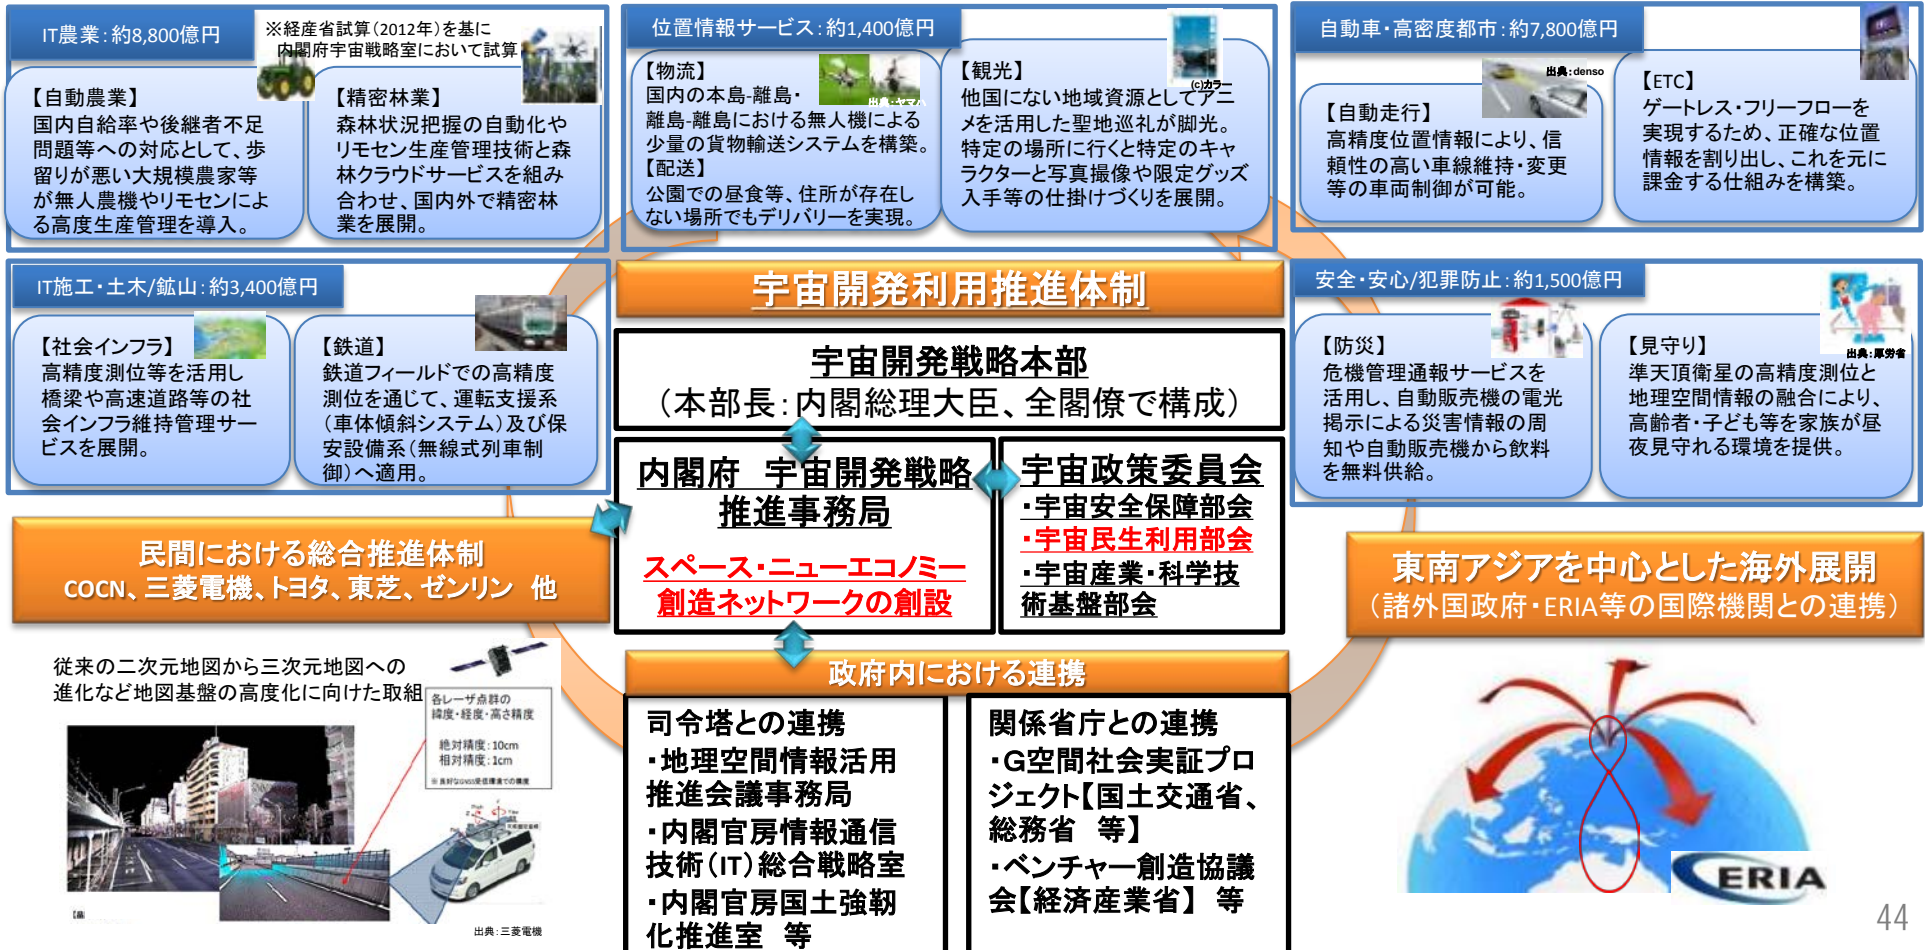 IT農業：約8,800億円
※経産省試算（2012年）を基に
内閣府宇宙戦略室において試算
【自動農業】
国内自給率や後継者不足
問題等への対応として、歩
留りが悪い大規模農家等
が無人農機やリモセンによ
る高度生産管理を導入。
【精密林業】
森林状況把握の自動化や
リモセン生産管理技術と森
林クラウドサービスを組み
合わせ、国内外で精密林
業を展開。
位置情報サービス：約1,400億円
【物流】
国内の本島-離島・
離島-離島における無人機による
少量の貨物輸送システムを構築。
【配送】
公園での昼食等、住所が存在し
ない場所でもデリバリーを実現。
出典：ヤマハ
【観光】
他国にない地域資源としてアニ
メを活用した聖地巡礼が脚光。
特定の場所に行くと特定のキャ
ラクターと写真撮像や限定グッズ
入手等の仕掛けづくりを展開。
(c)カラー
自動車・高密度都市：約7,800億円
出典：denso
【自動走行】
高精度位置情報により、信
頼性の高い車線維持・変更
等の車両制御が可能。
【ETC】
ゲートレス・フリーフローを
実現するため、正確な位置
情報を割り出し、これを元に
課金する仕組みを構築。
IT施工・土木/鉱山：約3,400億円
【社会インフラ】
高精度測位等を活用し
橋梁や高速道路等の社
会インフラ維持管理サー
ビスを展開。
【鉄道】
鉄道フィールドでの高精度
測位を通じて、運転支援系
（車体傾斜システム）及び保
安設備系（無線式列車制
御）へ適用。
宇宙開発利用推進体制
宇宙開発戦略本部
（本部長：内閣総理大臣、全閣僚で構成）
内閣府　宇宙開発戦略
推進事務局
スペース・ニューエコノミー
創造ネットワークの創設
宇宙政策委員会
・宇宙安全保障部会
・宇宙民生利用部会
・宇宙産業・科学技
術基盤部会
安全・安心/犯罪防止：約1,500億円
【防災】
危機管理通報サービスを
活用し、自動販売機の電光
掲示による災害情報の周
知や自動販売機から飲料
を無料供給。
【見守り】
出典：厚労省
準天頂衛星の高精度測位と
地理空間情報の融合により、
高齢者・子ども等を家族が昼
夜見守れる環境を提供。
民間における総合推進体制
COCN、三菱電機、トヨタ、東芝、ゼンリン　他
東南アジアを中心とした海外展開
（諸外国政府・ERIA等の国際機関との連携）
従来の二次元地図から三次元地図への
進化など地図基盤の高度化に向けた取組
各レーザ点群の
緯度・経度・高さ精度
絶対精度：10cm
相対精度：1cm
※良好なGNSS受信環境での精度
出典：三菱電機
政府内における連携
司令塔との連携
・地理空間情報活用
推進会議事務局
・内閣官房情報通信
技術（IT）総合戦略室
・内閣官房国土強靭
化推進室　等
関係省庁との連携
・G空間社会実証プロ
ジェクト【国土交通省、
総務省　等】
・ベンチャー創造協議
会【経済産業省】　等
ERIA
44